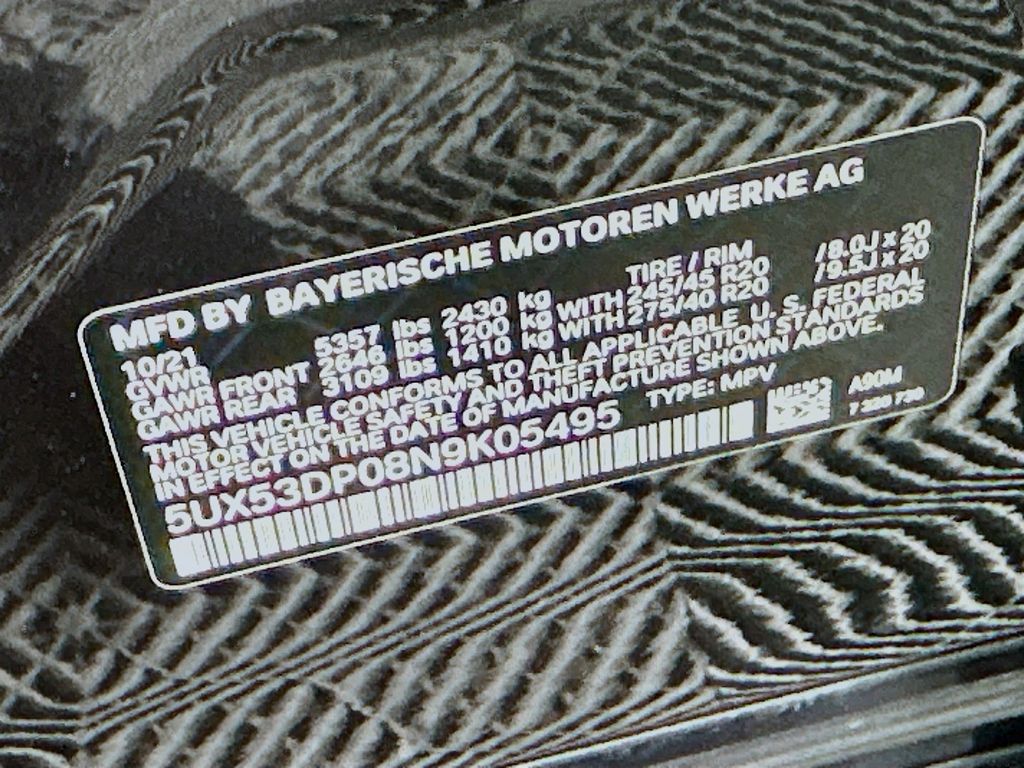 MFD BY BAYERISCHE MOTOREN WERKE AG
10/21 TIRE / RIM
GVWR 5357 lbs 2430 kg
GAWR FRONT 2646 lbs 1200 kg WITH 245/45 R20 /8.0J x 20
GAWR REAR 3109 lbs 1410 kg WITH 275/40 R20 /9.5J x 20
THIS VEHICLE CONFORMS TO ALL APPLICABLE U. S. FEDERAL
MOTOR VEHICLE SAFETY AND THEFT PREVENTION STANDARDS
IN EFFECT ON THE DATE OF MANUFACTURE SHOWN ABOVE.
5UX53DP08N9K05495 TYPE: MPV
A90M